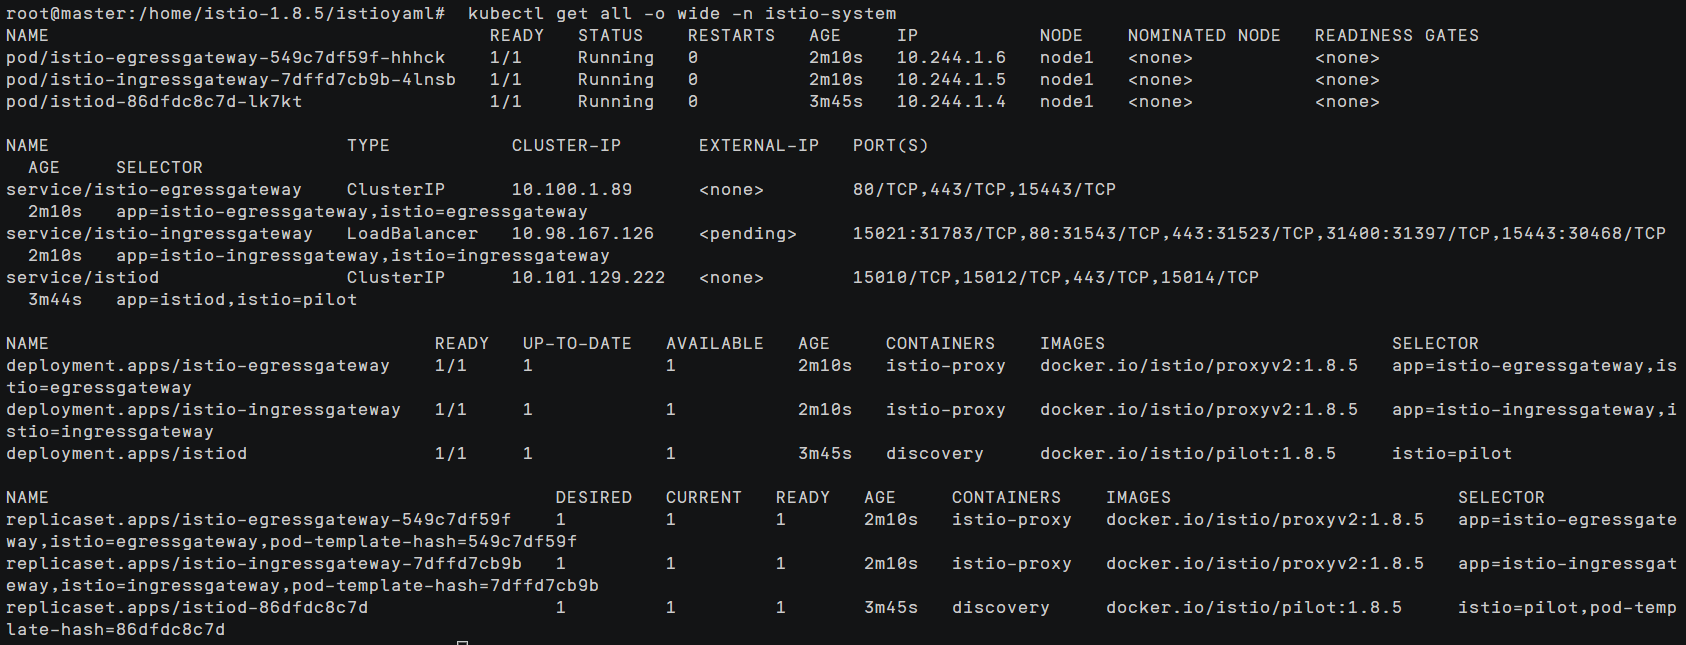 root@master:/home/istio-1.8.5/istioyaml#  kubectl get all -o wide -n istio-system
NAME                                        READY   STATUS    RESTARTS   AGE     IP           NODE    NOMINATED NODE   READINESS GATES
pod/istio-egressgateway-549c7df59f-hhhck    1/1     Running   0          2m10s   10.244.1.6   node1   <none>           <none>
pod/istio-ingressgateway-7dffd7cb9b-4lnsb   1/1     Running   0          2m10s   10.244.1.5   node1   <none>           <none>
pod/istiod-86dfdc8c7d-lk7kt                 1/1     Running   0          3m45s   10.244.1.4   node1   <none>           <none>

NAME                           TYPE           CLUSTER-IP       EXTERNAL-IP   PORT(S)
  AGE     SELECTOR
service/istio-egressgateway    ClusterIP      10.100.1.89      <none>        80/TCP,443/TCP,15443/TCP
  2m10s   app=istio-egressgateway,istio=egressgateway
service/istio-ingressgateway   LoadBalancer   10.98.167.126    <pending>     15021:31783/TCP,80:31543/TCP,443:31523/TCP,31400:31397/TCP,15443:30468/TCP
  2m10s   app=istio-ingressgateway,istio=ingressgateway
service/istiod                 ClusterIP      10.101.129.222   <none>        15010/TCP,15012/TCP,443/TCP,15014/TCP
  3m44s   app=istiod,istio=pilot

NAME                                   READY   UP-TO-DATE   AVAILABLE   AGE     CONTAINERS    IMAGES                          SELECTOR
deployment.apps/istio-egressgateway    1/1     1            1           2m10s   istio-proxy   docker.io/istio/proxyv2:1.8.5   app=istio-egressgateway,is
tio=egressgateway
deployment.apps/istio-ingressgateway   1/1     1            1           2m10s   istio-proxy   docker.io/istio/proxyv2:1.8.5   app=istio-ingressgateway,i
stio=ingressgateway
deployment.apps/istiod                 1/1     1            1           3m45s   discovery     docker.io/istio/pilot:1.8.5     istio=pilot

NAME                                              DESIRED   CURRENT   READY   AGE     CONTAINERS    IMAGES                          SELECTOR
replicaset.apps/istio-egressgateway-549c7df59f    1         1         1       2m10s   istio-proxy   docker.io/istio/proxyv2:1.8.5   app=istio-egressgate
way,istio=egressgateway,pod-template-hash=549c7df59f
replicaset.apps/istio-ingressgateway-7dffd7cb9b   1         1         1       2m10s   istio-proxy   docker.io/istio/proxyv2:1.8.5   app=istio-ingressgat
eway,istio=ingressgateway,pod-template-hash=7dffd7cb9b
replicaset.apps/istiod-86dfdc8c7d                 1         1         1       3m45s   discovery     docker.io/istio/pilot:1.8.5     istio=pilot,pod-temp
late-hash=86dfdc8c7d